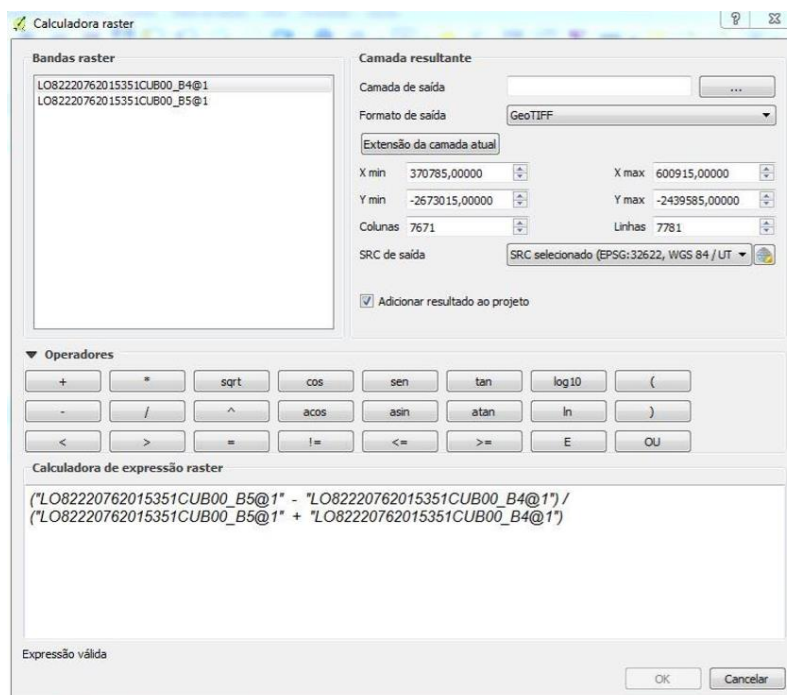 Calculadora raster
Bandas raster
LO82220762015351CUB00_B4@1
LO82220762015351CUB00_B5@1
Camada resultante
Camada de saída
...
Formato de saída GeoTIFF
Extensão da camada atual
X min 370785,00000 X max 600915,00000
Y min -2673015,00000 Y max -2439585,00000
Colunas 7671 Linhas 7781
SRC de saída SRC selecionado (EPSG:32622, WGS 84 / UT
Adicionar resultado ao projeto
Operadores
+ * sqrt cos sen tan log10 (
- / ^ acos asin atan ln )
< > = != <= >= E OU
Calculadora de expressão raster
("LO82220762015351CUB00_B5@1" - "LO82220762015351CUB00_B4@1") /
("LO82220762015351CUB00_B5@1" + "LO82220762015351CUB00_B4@1")
Expressão válida
OK Cancelar